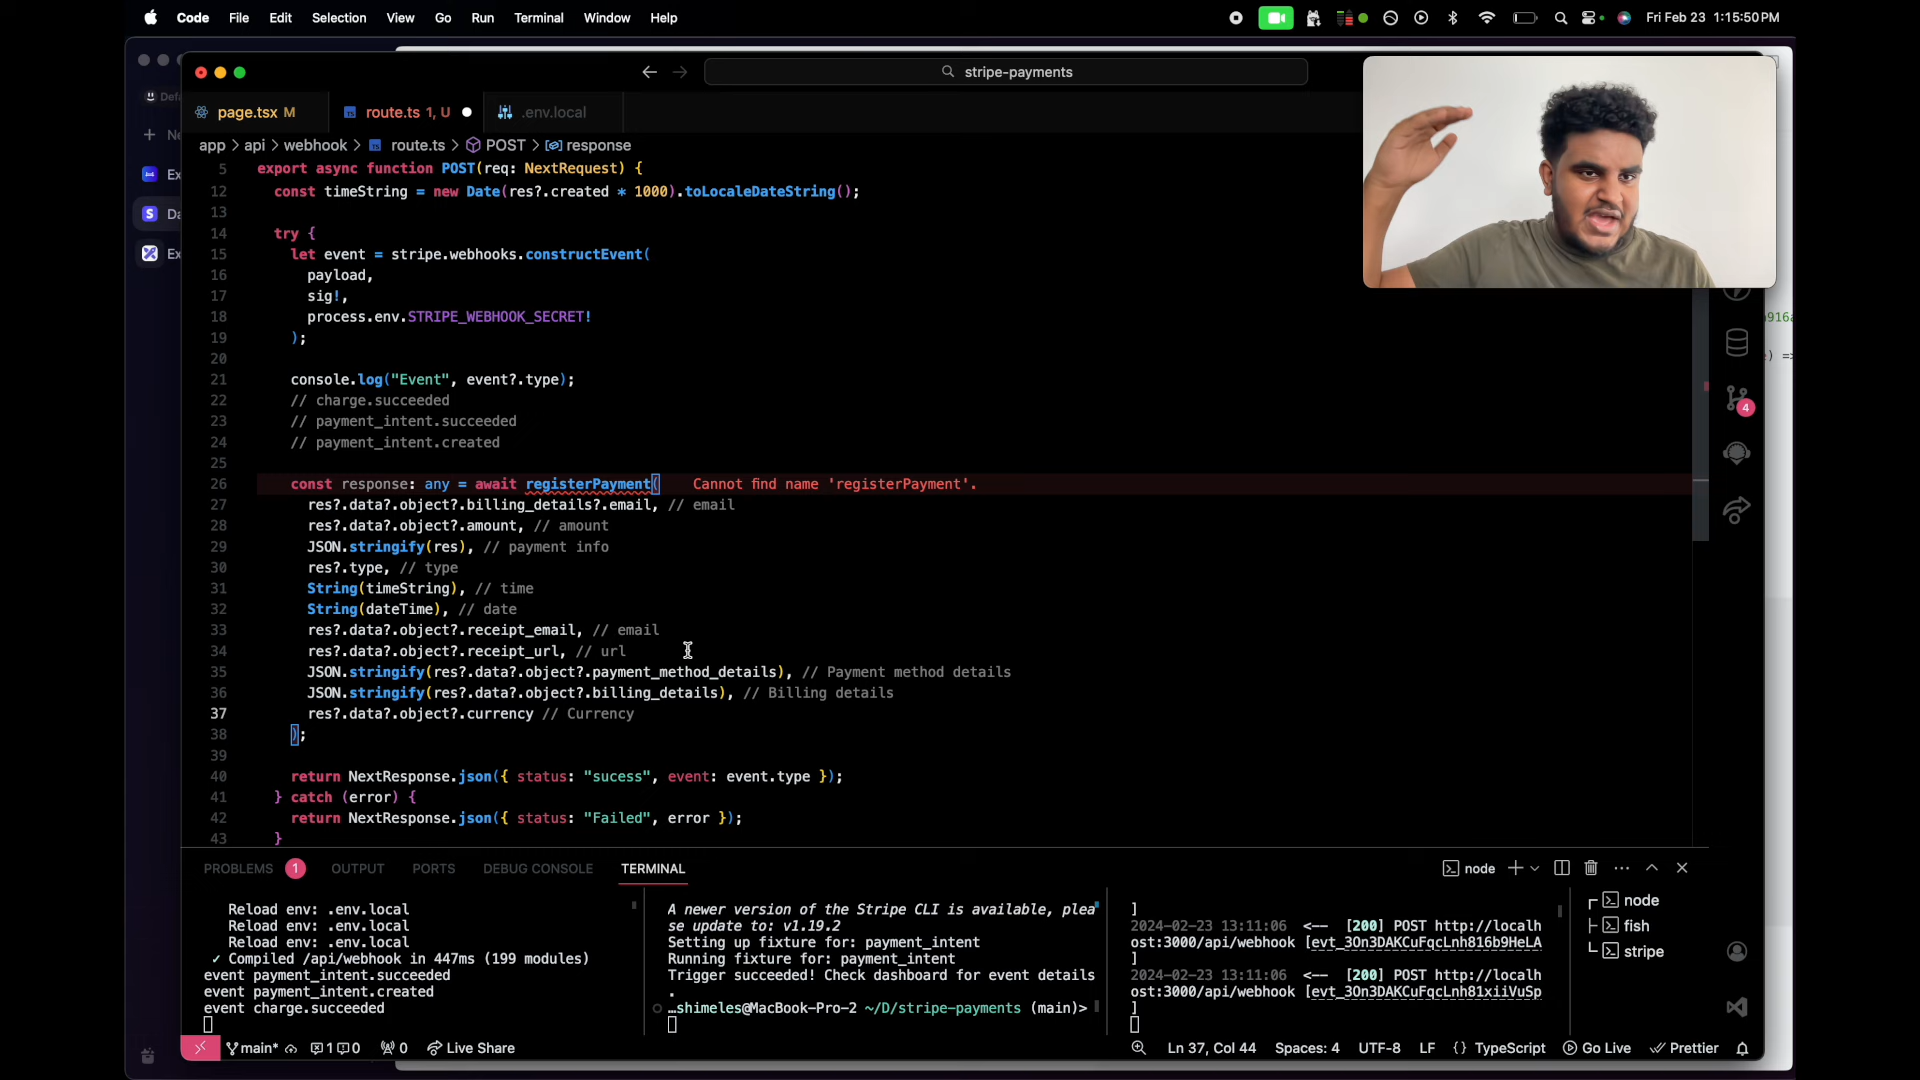 Code File Edit Selection View Go Run Terminal Window Help
Fri Feb 23 1:15:50 PM
stripe-payments
page.tsx M
route.ts 1, U
.env.local
app > api > webhook > route.ts > POST > response
5 export async function POST(req: NextRequest) {
12 const timeString = new Date(res?.created * 1000).toLocaleDateString();
13
14 try {
15 let event = stripe.webhooks.constructEvent(
16 payload,
17 sig!,
18 process.env.STRIPE_WEBHOOK_SECRET!
19 );
20
21 console.log("Event", event?.type);
22 // charge.succeeded
23 // payment_intent.succeeded
24 // payment_intent.created
25
26 const response: any = await registerPayment( Cannot find name 'registerPayment'.
27 res?.data?.object?.billing_details?.email, // email
28 res?.data?.object?.amount, // amount
29 JSON.stringify(res), // payment info
30 res?.type, // type
31 String(timeString), // time
32 String(dateTime), // date
33 res?.data?.object?.receipt_email, // email
34 res?.data?.object?.receipt_url, // url
35 JSON.stringify(res?.data?.object?.payment_method_details), // Payment method details
36 JSON.stringify(res?.data?.object?.billing_details), // Billing details
37 res?.data?.object?.currency // Currency
38 );
39
40 return NextResponse.json({ status: "sucess", event: event.type });
41 } catch (error) {
42 return NextResponse.json({ status: "Failed", error });
43 }
4
PROBLEMS 1 OUTPUT PORTS DEBUG CONSOLE TERMINAL
node
Reload env: .env.local
Reload env: .env.local
Reload env: .env.local
✓ Compiled /api/webhook in 447ms (199 modules)
event payment_intent.succeeded
event payment_intent.created
event charge.succeeded
A newer version of the Stripe CLI is available, plea
se update to: v1.19.2
Setting up fixture for: payment_intent
Running fixture for: payment_intent
Trigger succeeded! Check dashboard for event details
.
…shimeles@MacBook-Pro-2 ~/D/stripe-payments (main)>
]
2024-02-23 13:11:06 <-- [200] POST http://localh
ost:3000/api/webhook [evt_3On3DAKCuFqcLnh816b9HeLA
]
2024-02-23 13:11:06 <-- [200] POST http://localh
ost:3000/api/webhook [evt_3On3DAKCuFqcLnh81xiiVuSp
]
node
fish
stripe
main* 1 0 0 Live Share
Ln 37, Col 44 Spaces: 4 UTF-8 LF {} TypeScript Go Live Prettier